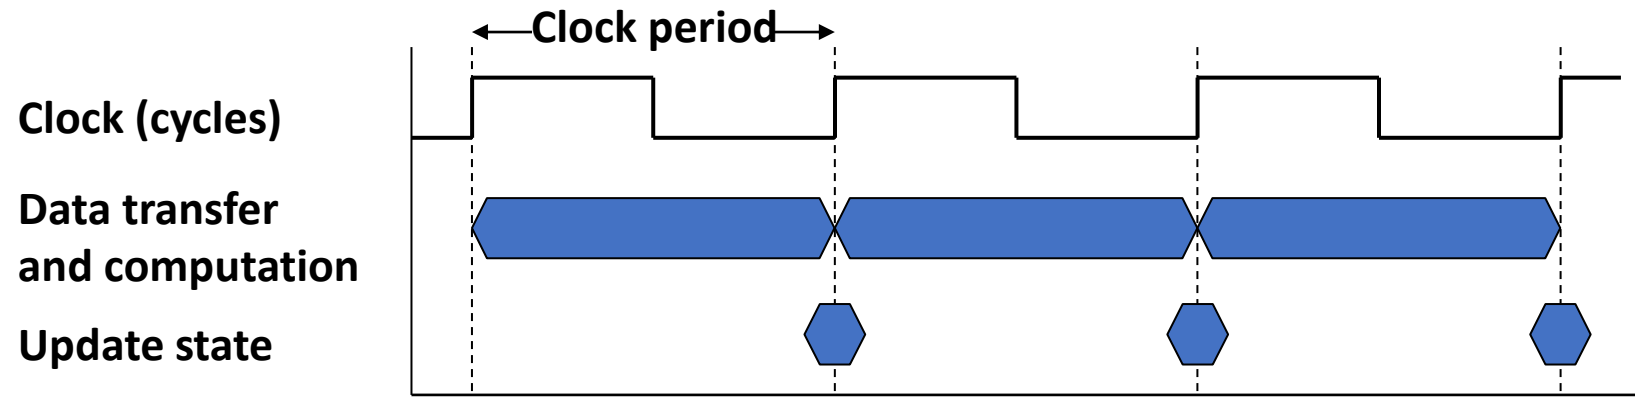 Clock period
Clock (cycles)
Data transfer
and computation
Update state